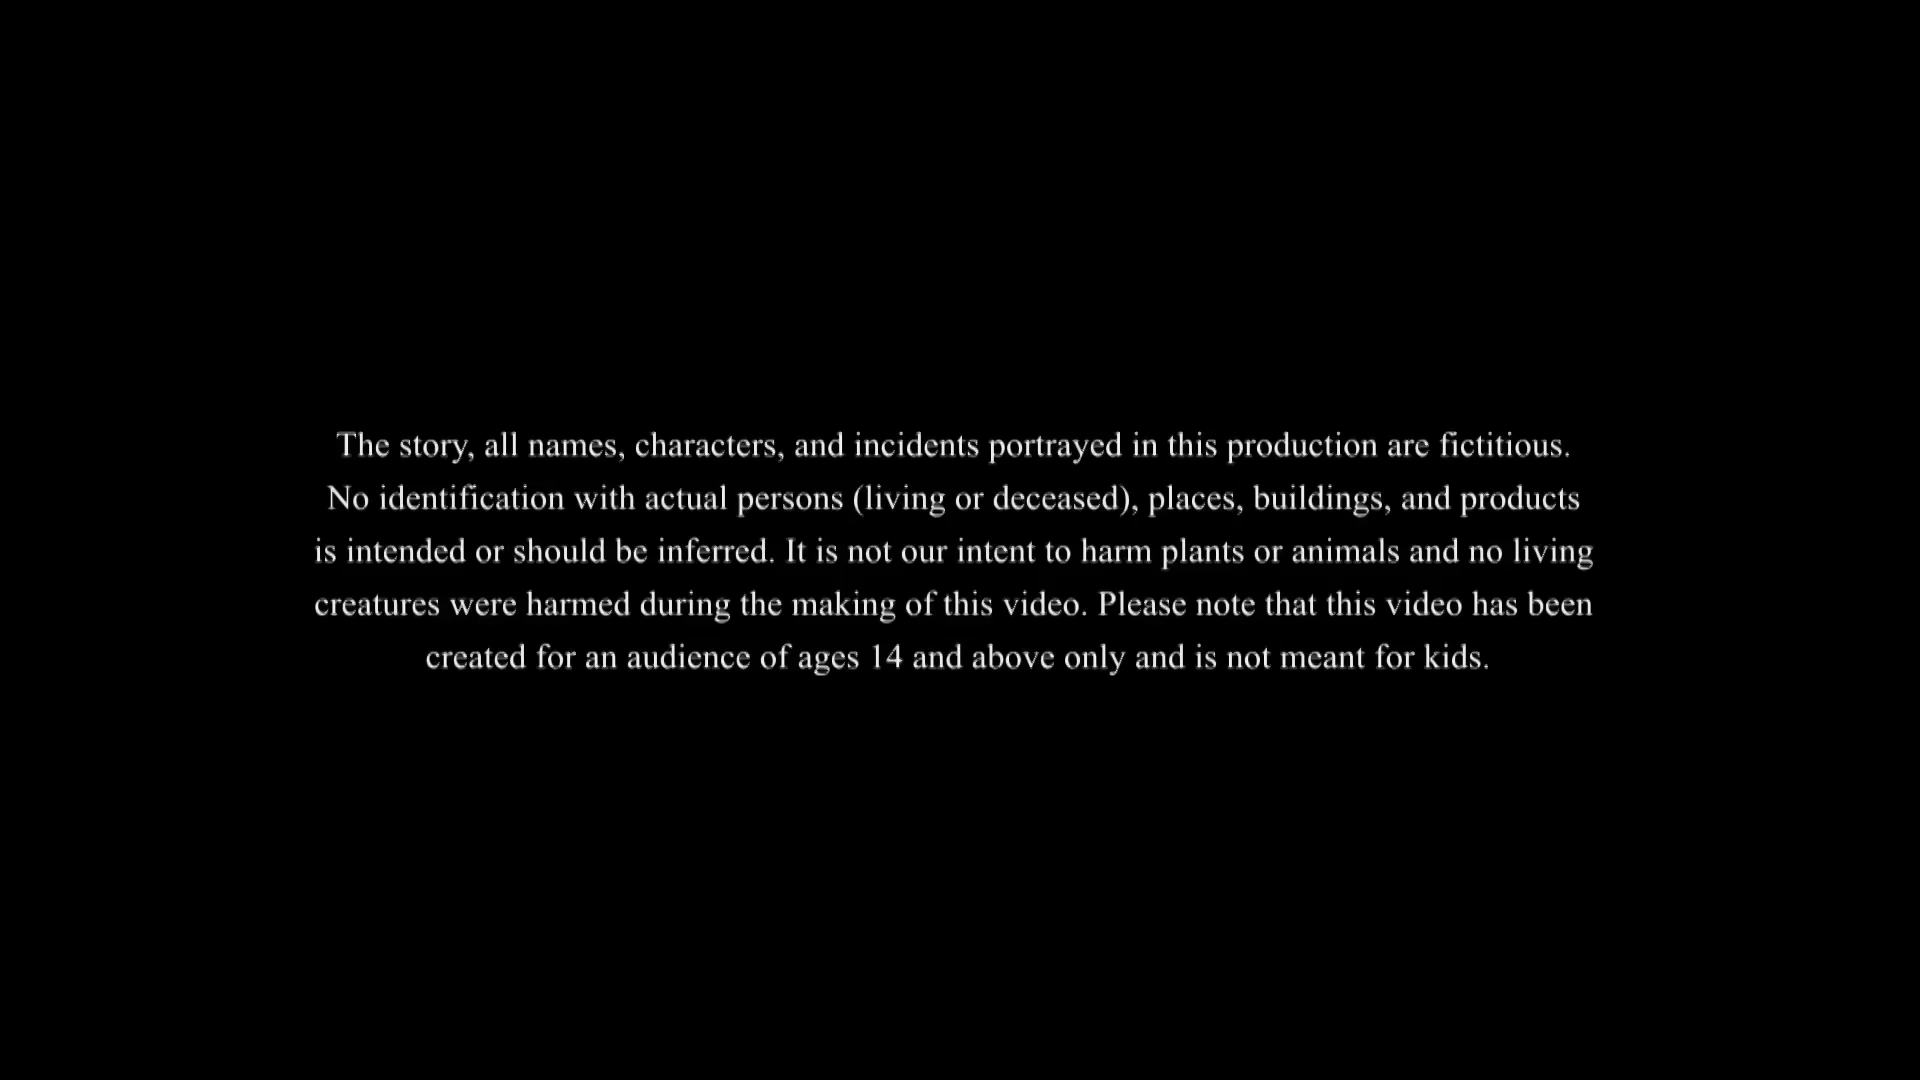 The story, all names, characters, and incidents portrayed in this production are fictitious.
No identification with actual persons (living or deceased), places, buildings, and products
is intended or should be inferred. It is not our intent to harm plants or animals and no living
creatures were harmed during the making of this video. Please note that this video has been
created for an audience of ages 14 and above only and is not meant for kids.